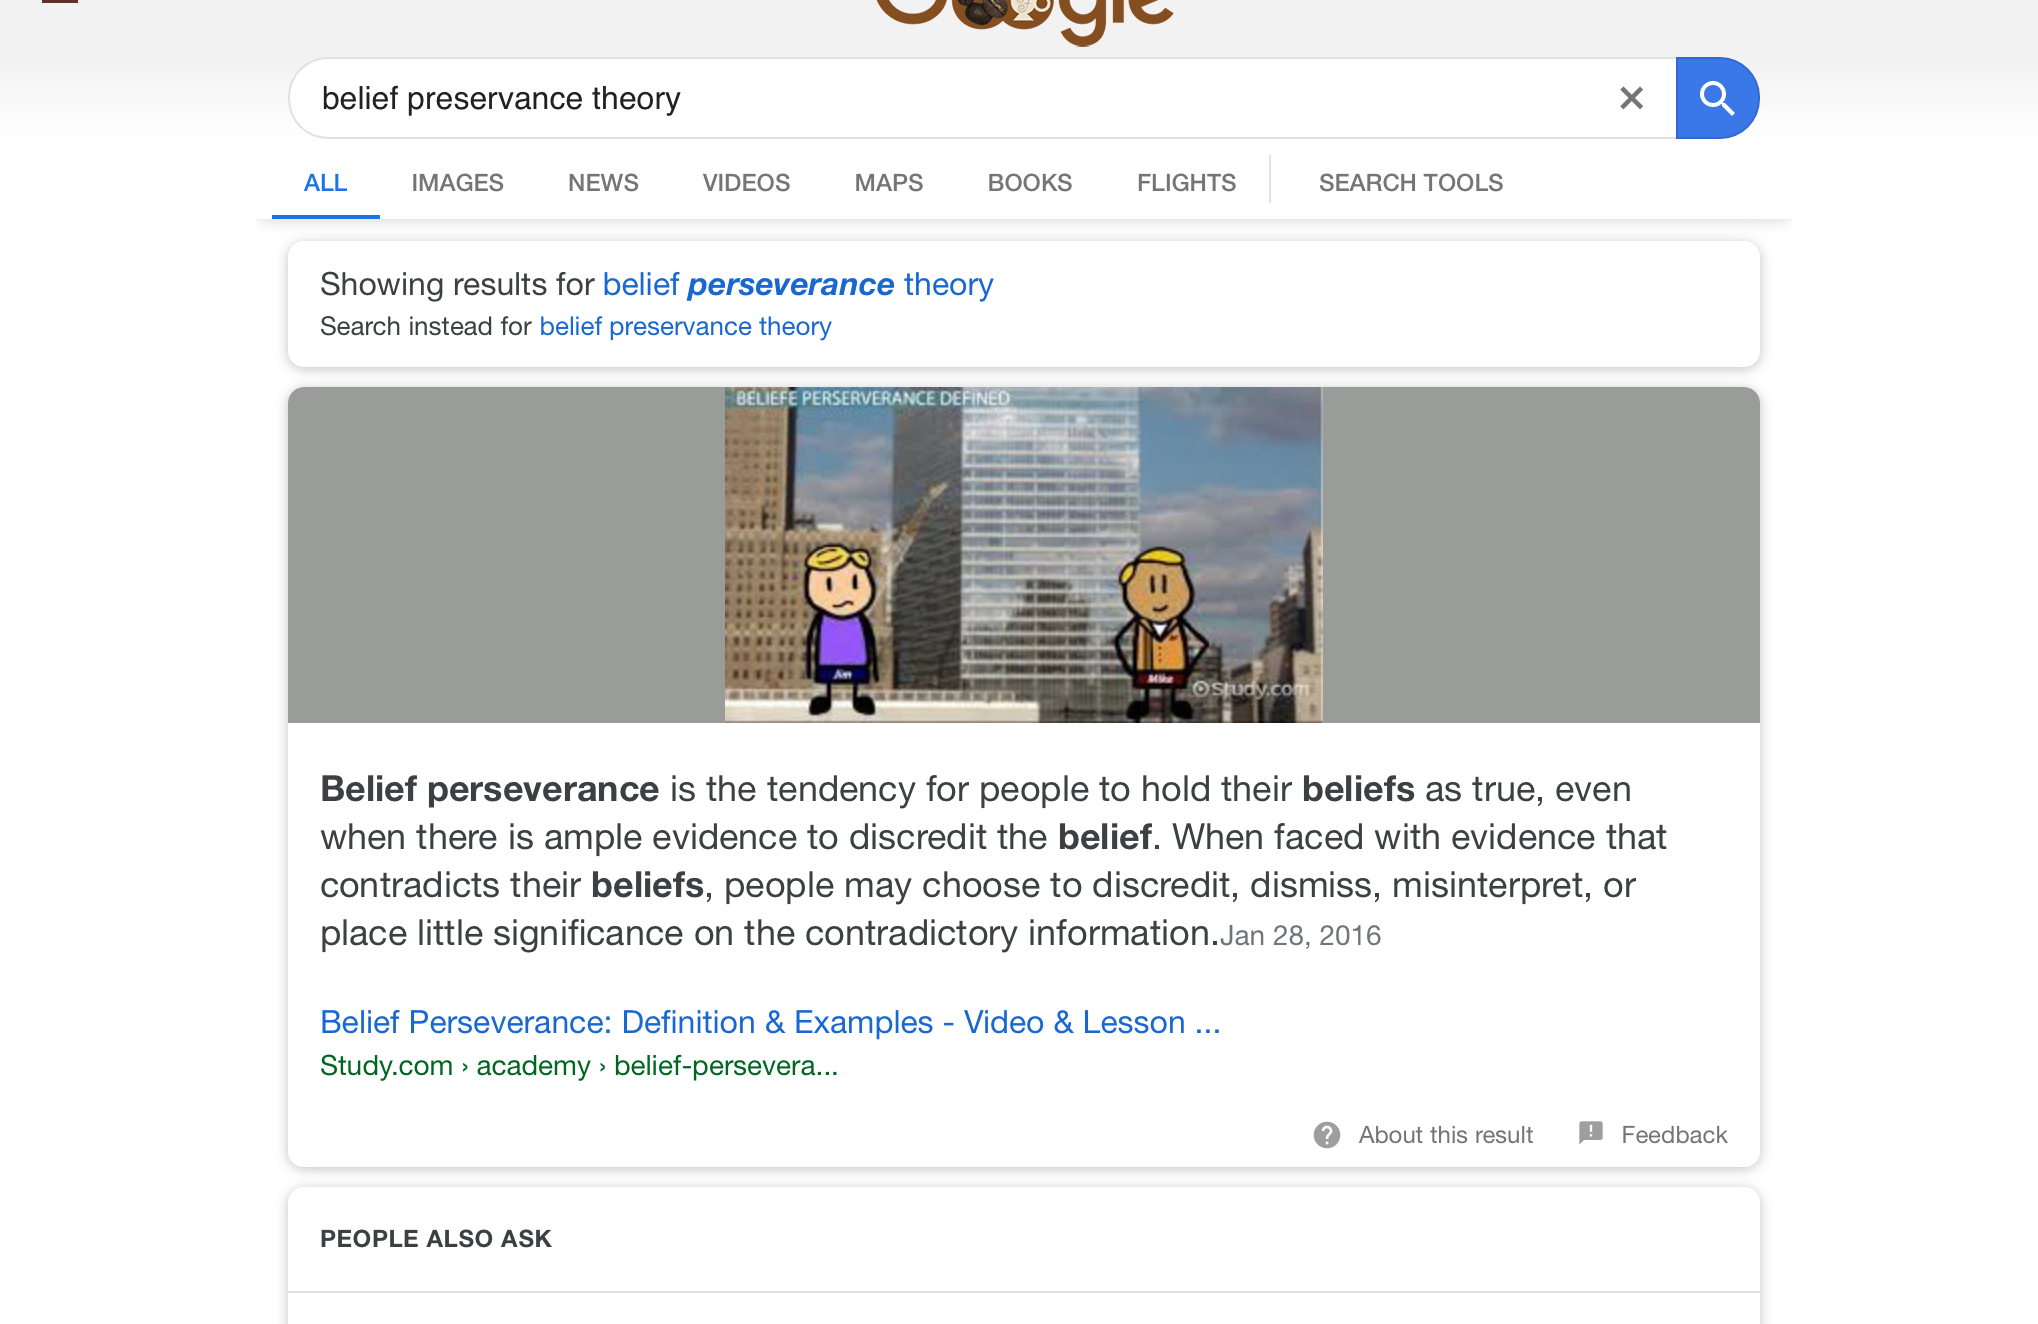 Google
belief preservance theory
ALL IMAGES NEWS VIDEOS MAPS BOOKS FLIGHTS SEARCH TOOLS
Showing results for belief perseverance theory
Search instead for belief preservance theory
BELIEFE PERSERVERANCE DEFINED
Jim
Mike
Study.com
Belief perseverance is the tendency for people to hold their beliefs as true, even
when there is ample evidence to discredit the belief. When faced with evidence that
contradicts their beliefs, people may choose to discredit, dismiss, misinterpret, or
place little significance on the contradictory information.Jan 28, 2016
Belief Perseverance: Definition & Examples - Video & Lesson ...
Study.com › academy › belief-persevera...
About this result Feedback
PEOPLE ALSO ASK